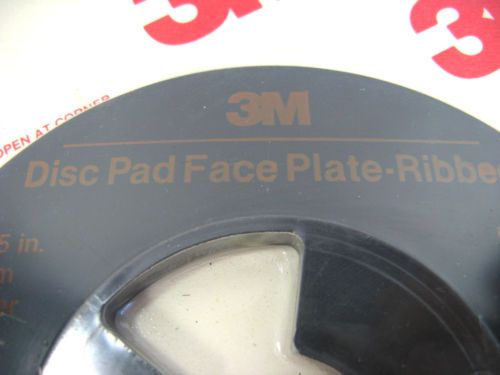 3M
OPEN AT CORNER
3M
Disc Pad Face Plate-Ribbe
5 in.